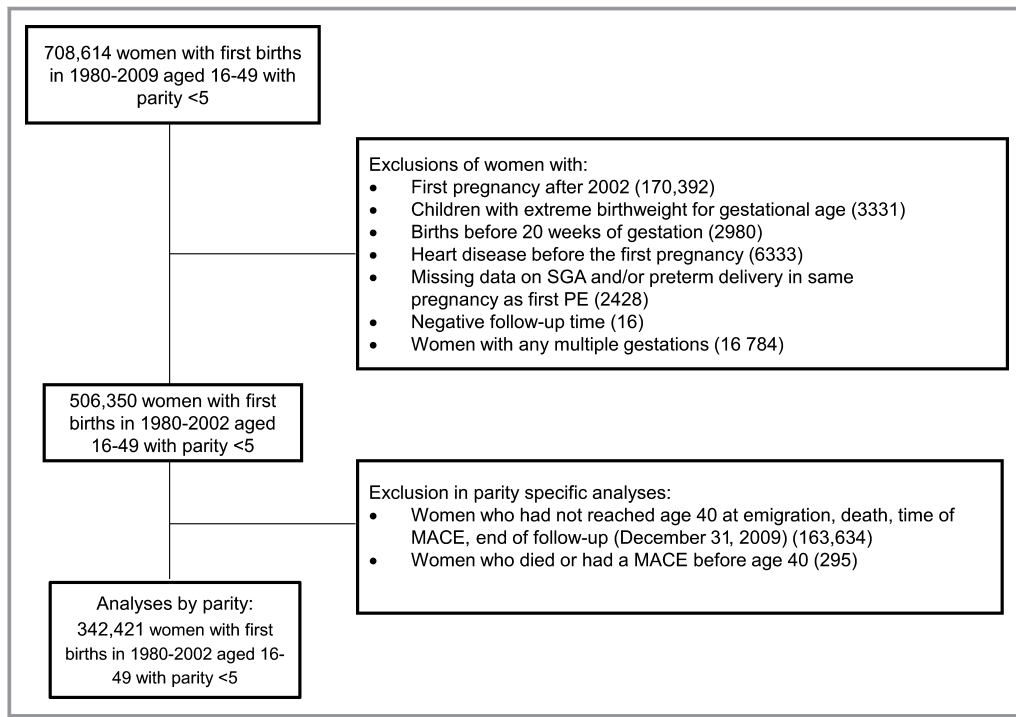 708,614 women with first births
in 1980-2009 aged 16-49 with
parity <5
Exclusions of women with:
• First pregnancy after 2002 (170,392)
• Children with extreme birthweight for gestational age (3331)
• Births before 20 weeks of gestation (2980)
• Heart disease before the first pregnancy (6333)
• Missing data on SGA and/or preterm delivery in same
pregnancy as first PE (2428)
• Negative follow-up time (16)
• Women with any multiple gestations (16 784)
506,350 women with first
births in 1980-2002 aged
16-49 with parity <5
Exclusion in parity specific analyses:
• Women who had not reached age 40 at emigration, death, time of
MACE, end of follow-up (December 31, 2009) (163,634)
• Women who died or had a MACE before age 40 (295)
Analyses by parity:
342,421 women with first
births in 1980-2002 aged 16-
49 with parity <5